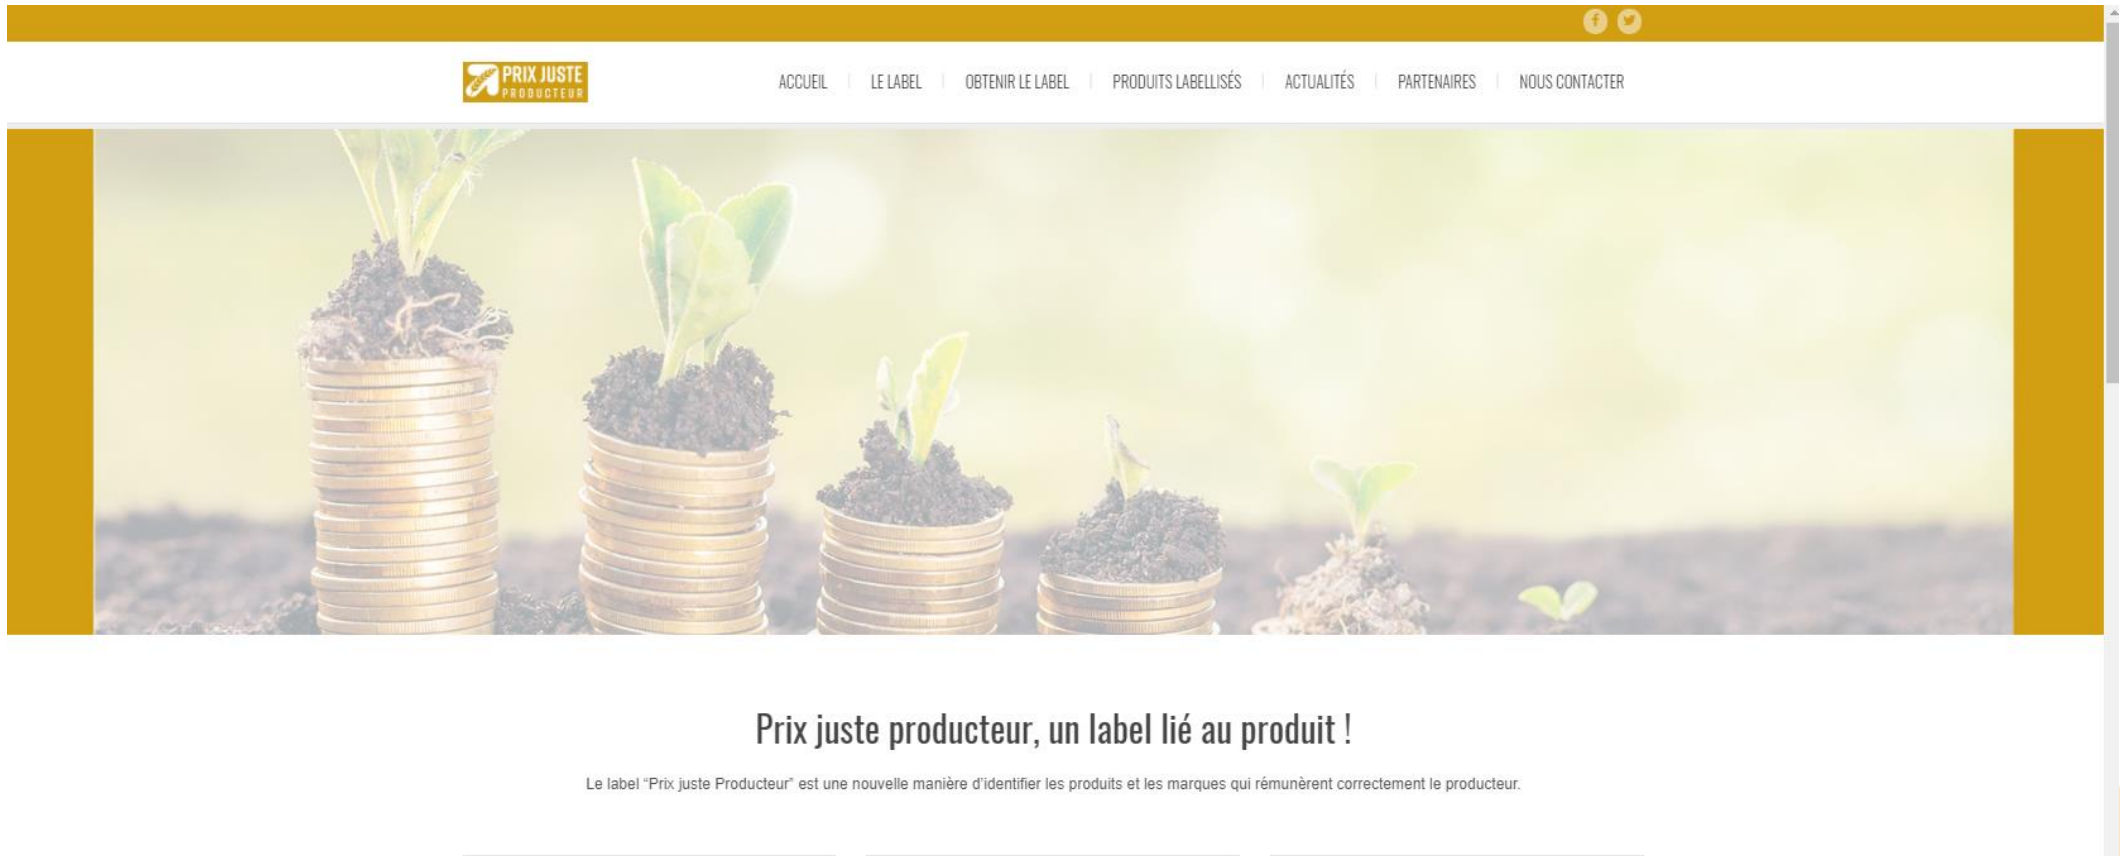 PRIX JUSTE
PRODUCTEUR
ACCUEIL
LE LABEL
OBTENIR LE LABEL
PRODUITS LABELLISÉS
ACTUALITÉS
PARTENAIRES
NOUS CONTACTER
Prix juste producteur, un label lié au produit !
Le label “Prix juste Producteur” est une nouvelle manière d’identifier les produits et les marques qui rémunèrent correctement le producteur.